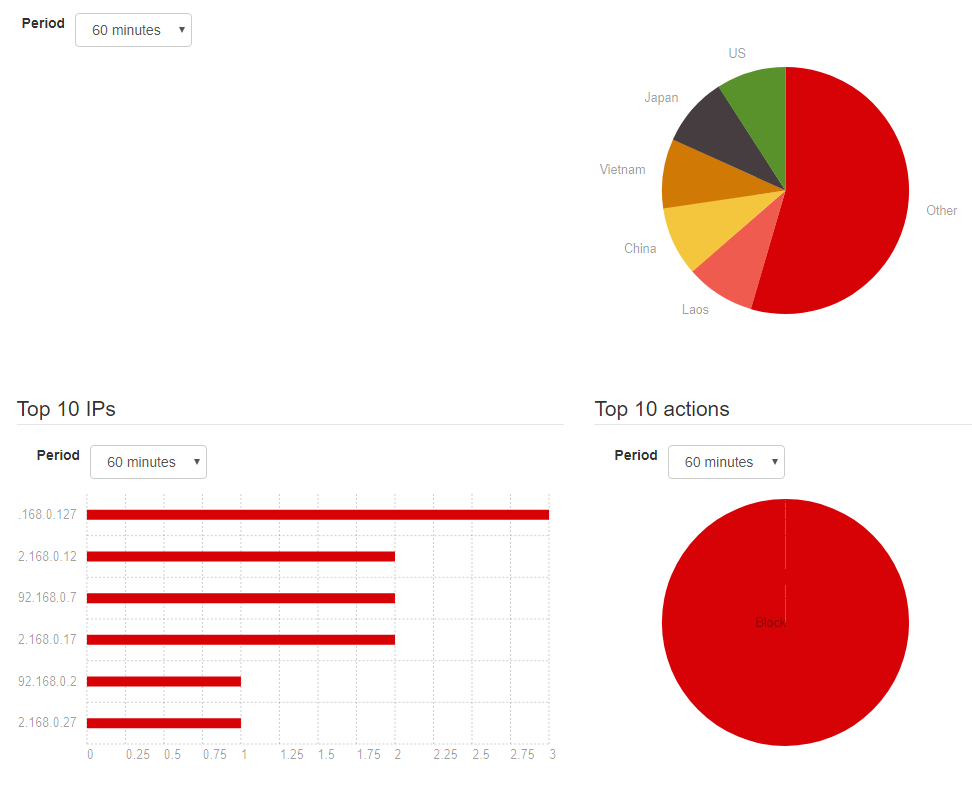 Period 60 minutes
US
Japan
Vietnam
Other
China
Laos
Top 10 IPs
Period 60 minutes
.168.0.127
2.168.0.12
92.168.0.7
2.168.0.17
92.168.0.2
2.168.0.27
0 0.25 0.5 0.75 1 1.25 1.5 1.75 2 2.25 2.5 2.75 3
Top 10 actions
Period 60 minutes
Block